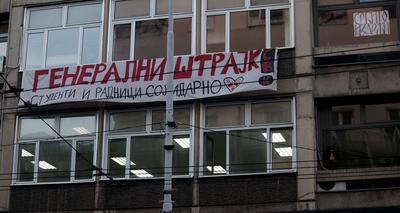 ГЕНЕРАЛНИ ШТРАЈК
СТУДЕНТИ И РАДНИЦИ СОЛИДАРНО